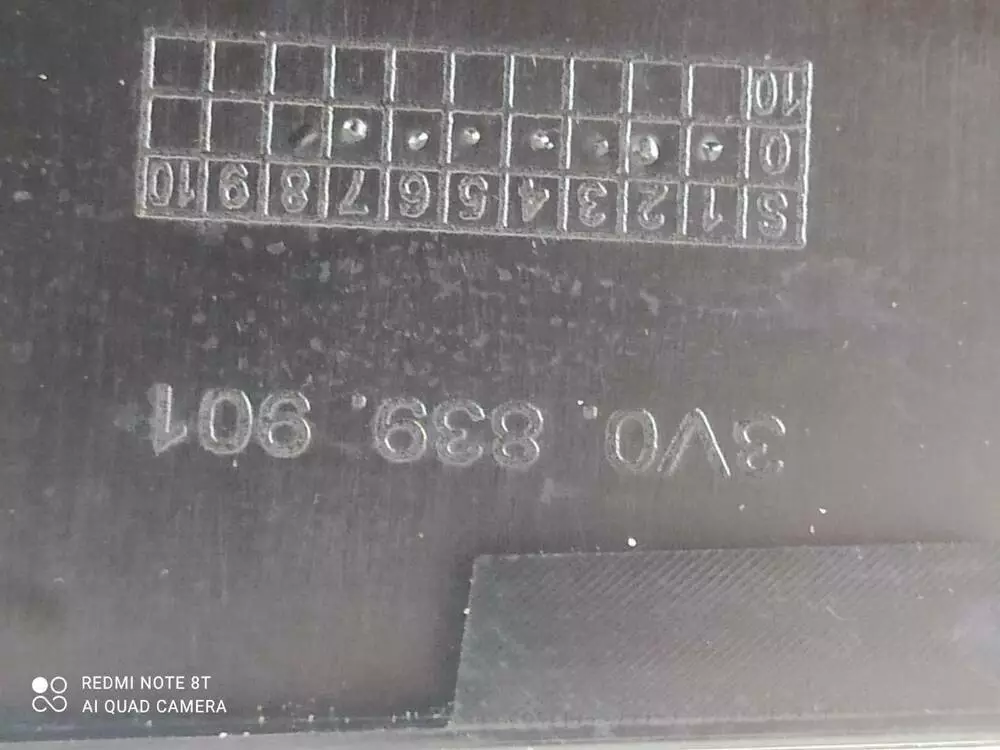 3V0. 839. 901
S 1 2 3 4 5 6 7 8 9 10
0
10
REDMI NOTE 8T
AI QUAD CAMERA